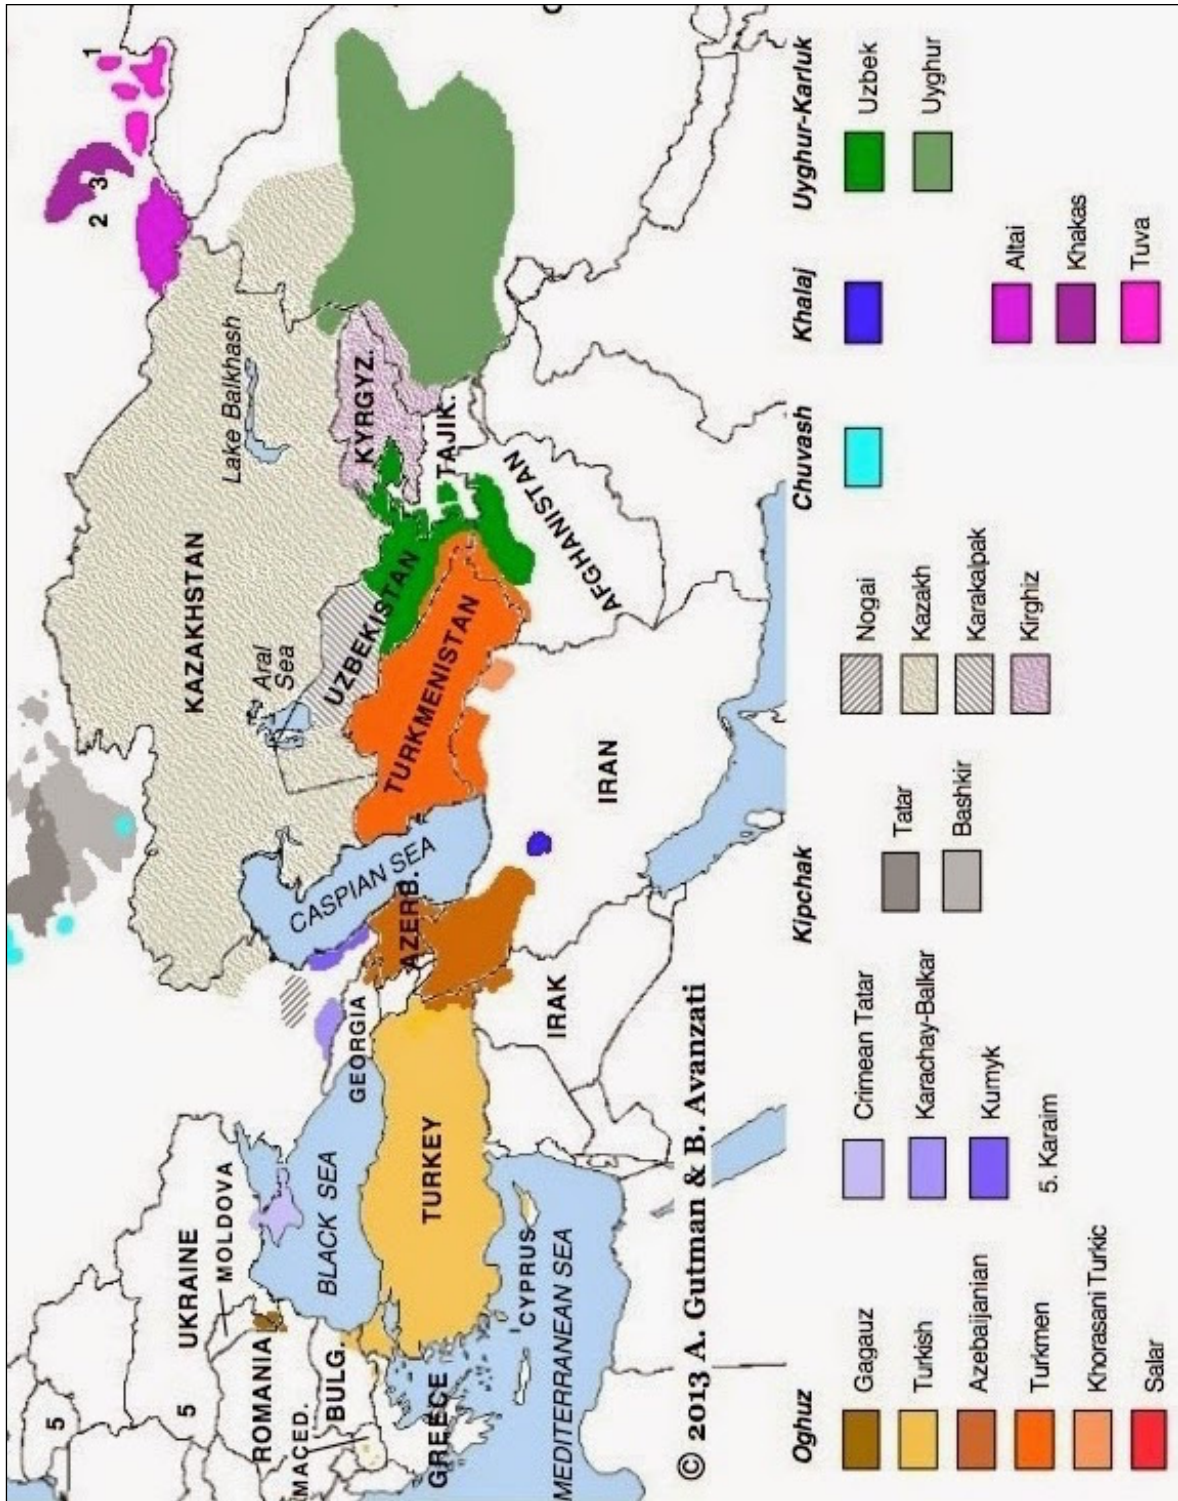 1
2
3
Lake Balkhash
KAZAKHSTAN
Aral
Sea
KYRGYZ.
TAJIK.
UZBEKISTAN
TURKMENISTAN
AFGHANISTAN
CASPIAN SEA
AZERB.
GEORGIA
IRAN
IRAK
UKRAINE
MOLDOVA
BLACK SEA
TURKEY
5
5
ROMANIA
BULG.
MACED.
GREECE
CYPRUS
MEDITERRANEAN SEA
© 2013 A. Gutman & B. Avanzati
Oghuz
Gagauz
Turkish
Azebaijanian
Turkmen
Khorasani Turkic
Salar
Kipchak
Crimean Tatar
Karachay-Balkar
Kumyk
5. Karaim
Tatar
Bashkir
Nogai
Kazakh
Karakalpak
Kirghiz
Chuvash
Khalaj
Uyghur-Karluk
Uzbek
Uyghur
Altai
Khakas
Tuva